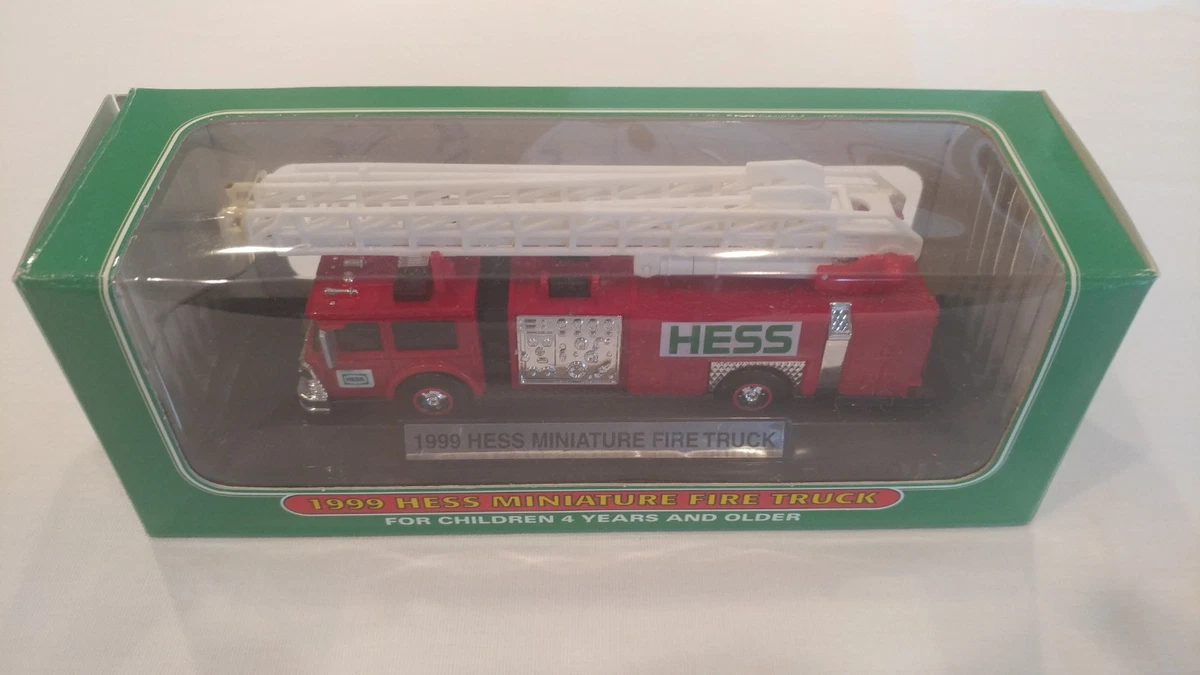 HESS
HESS
1999 HESS MINIATURE FIRE TRUCK
1999 HESS MINIATURE FIRE TRUCK
FOR CHILDREN 4 YEARS AND OLDER